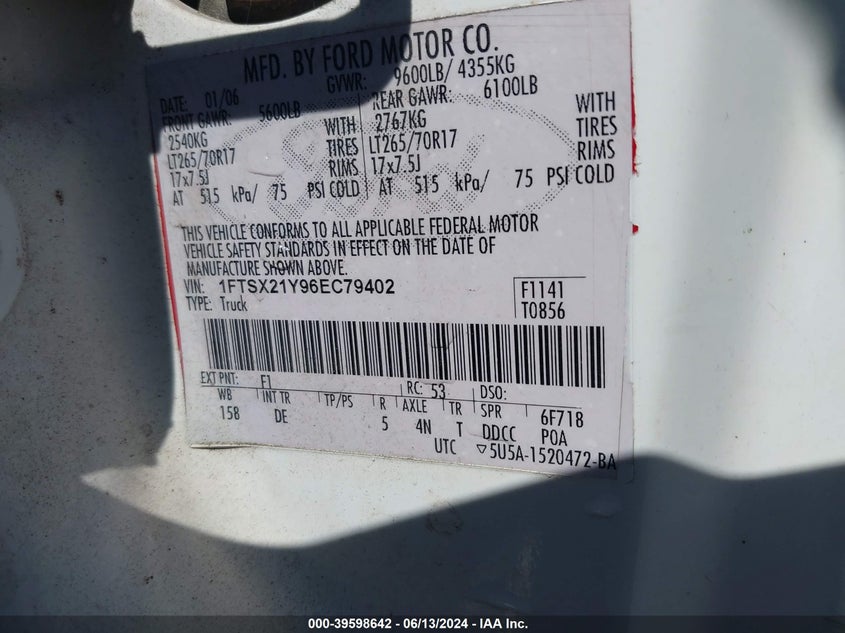 MFD. BY FORD MOTOR CO.
DATE: 01/06 GVWR: 9600LB/ 4355KG
FRONT GAWR: 5600LB REAR GAWR: 6100LB
2540KG WITH 2767KG WITH
LT265/70R17 TIRES LT265/70R17 TIRES
17x7.5J RIMS 17x7.5J RIMS
AT 515 kPa/ 75 PSI COLD AT 515 kPa/ 75 PSI COLD
THIS VEHICLE CONFORMS TO ALL APPLICABLE FEDERAL MOTOR
VEHICLE SAFETY STANDARDS IN EFFECT ON THE DATE OF
MANUFACTURE SHOWN ABOVE.
VIN: 1FTSX21Y96EC79402 F1141
TYPE: Truck T0856
EXT PNT: F1 RC: 53 DSO:
WB INT TR TP/PS R AXLE TR SPR 6F718
158 DE 5 4N T DDCC POA
UTC ▽5U5A-1520472-BA
000-39598642 - 06/13/2024 - IAA Inc.